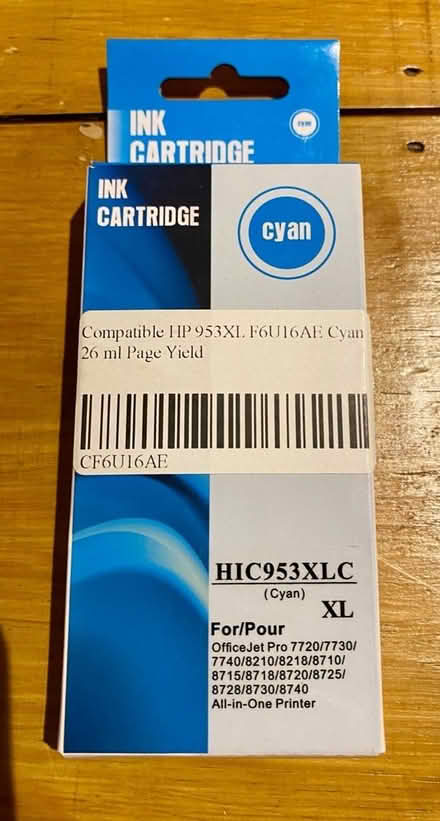 INK
CARTRIDGE
cyan
INK
CARTRIDGE
cyan
Compatible HP 953XL F6U16AE Cyan
26 ml Page Yield
CF6U16AE
HIC953XLC
(Cyan)
XL
For/Pour
OfficeJet Pro 7720/7730/
7740/8210/8218/8710/
8715/8718/8720/8725/
8728/8730/8740
All-in-One Printer